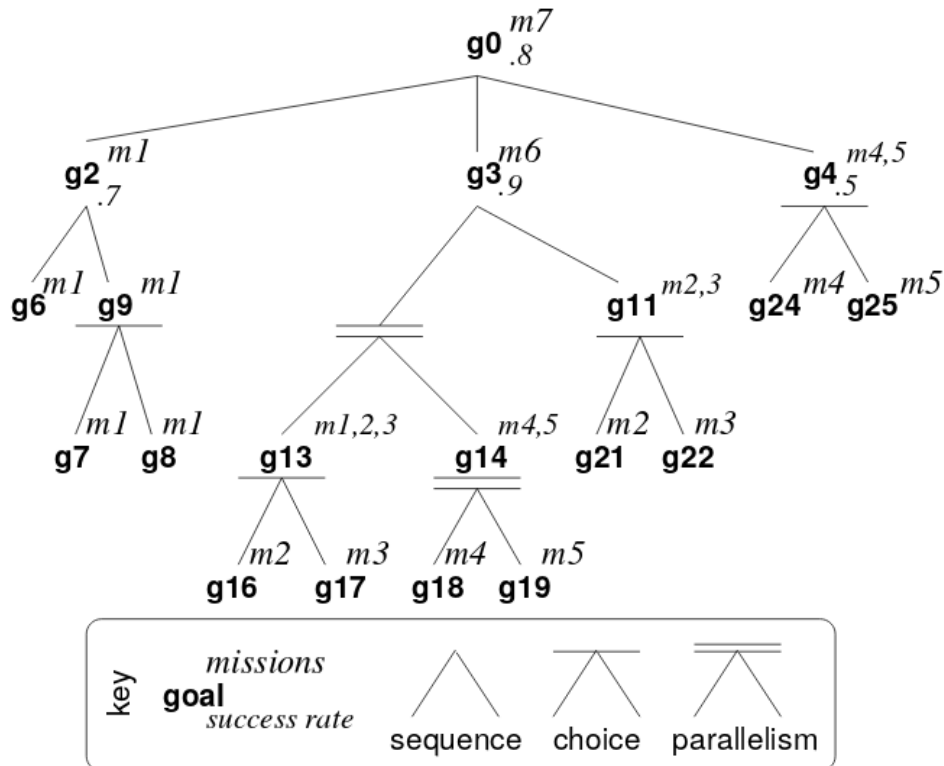 g0 m7 .8
g2 m1 .7 g3 m6 .9 g4 m4,5 .5
g6 m1 g9 m1 g11 m2,3 g24 m4 g25 m5
g7 m1 g8 m1 g13 m1,2,3 g14 m4,5 g21 m2 g22 m3
g16 m2 g17 m3 g18 m4 g19 m5
key
missions
goal
success rate
sequence choice parallelism